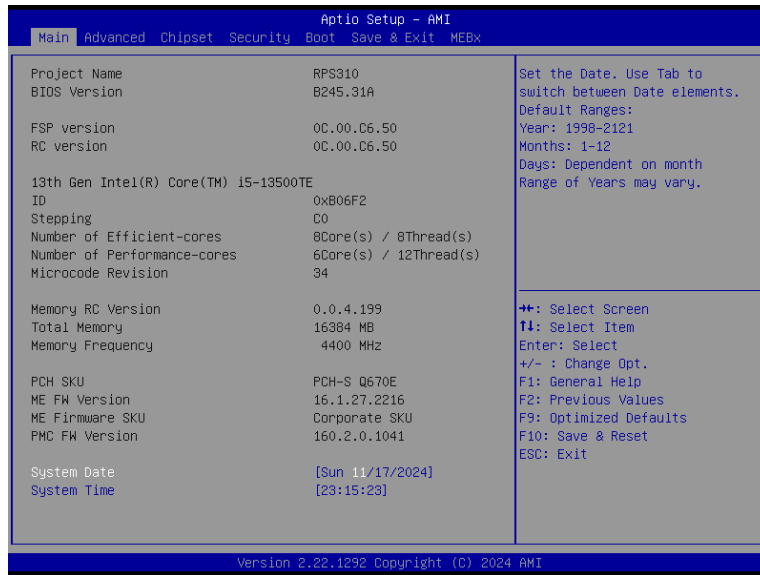 Aptio Setup – AMI
Main Advanced Chipset Security Boot Save & Exit MEBx
Project Name RPS310
BIOS Version B245.31A
FSP version 0C.00.C6.50
RC version 0C.00.C6.50
13th Gen Intel(R) Core(TM) i5-13500TE
ID 0xB06F2
Stepping C0
Number of Efficient-cores 8Core(s) / 8Thread(s)
Number of Performance-cores 6Core(s) / 12Thread(s)
Microcode Revision 34
Memory RC Version 0.0.4.199
Total Memory 16384 MB
Memory Frequency 4400 MHz
PCH SKU PCH-S Q670E
ME FW Version 16.1.27.2216
ME Firmware SKU Corporate SKU
PMC FW Version 160.2.0.1041
System Date [Sun 11/17/2024]
System Time [23:15:23]
Set the Date. Use Tab to
switch between Date elements.
Default Ranges:
Year: 1998-2121
Months: 1-12
Days: Dependent on month
Range of Years may vary.
→←: Select Screen
↑↓: Select Item
Enter: Select
+/- : Change Opt.
F1: General Help
F2: Previous Values
F9: Optimized Defaults
F10: Save & Reset
ESC: Exit
Version 2.22.1292 Copyright (C) 2024 AMI